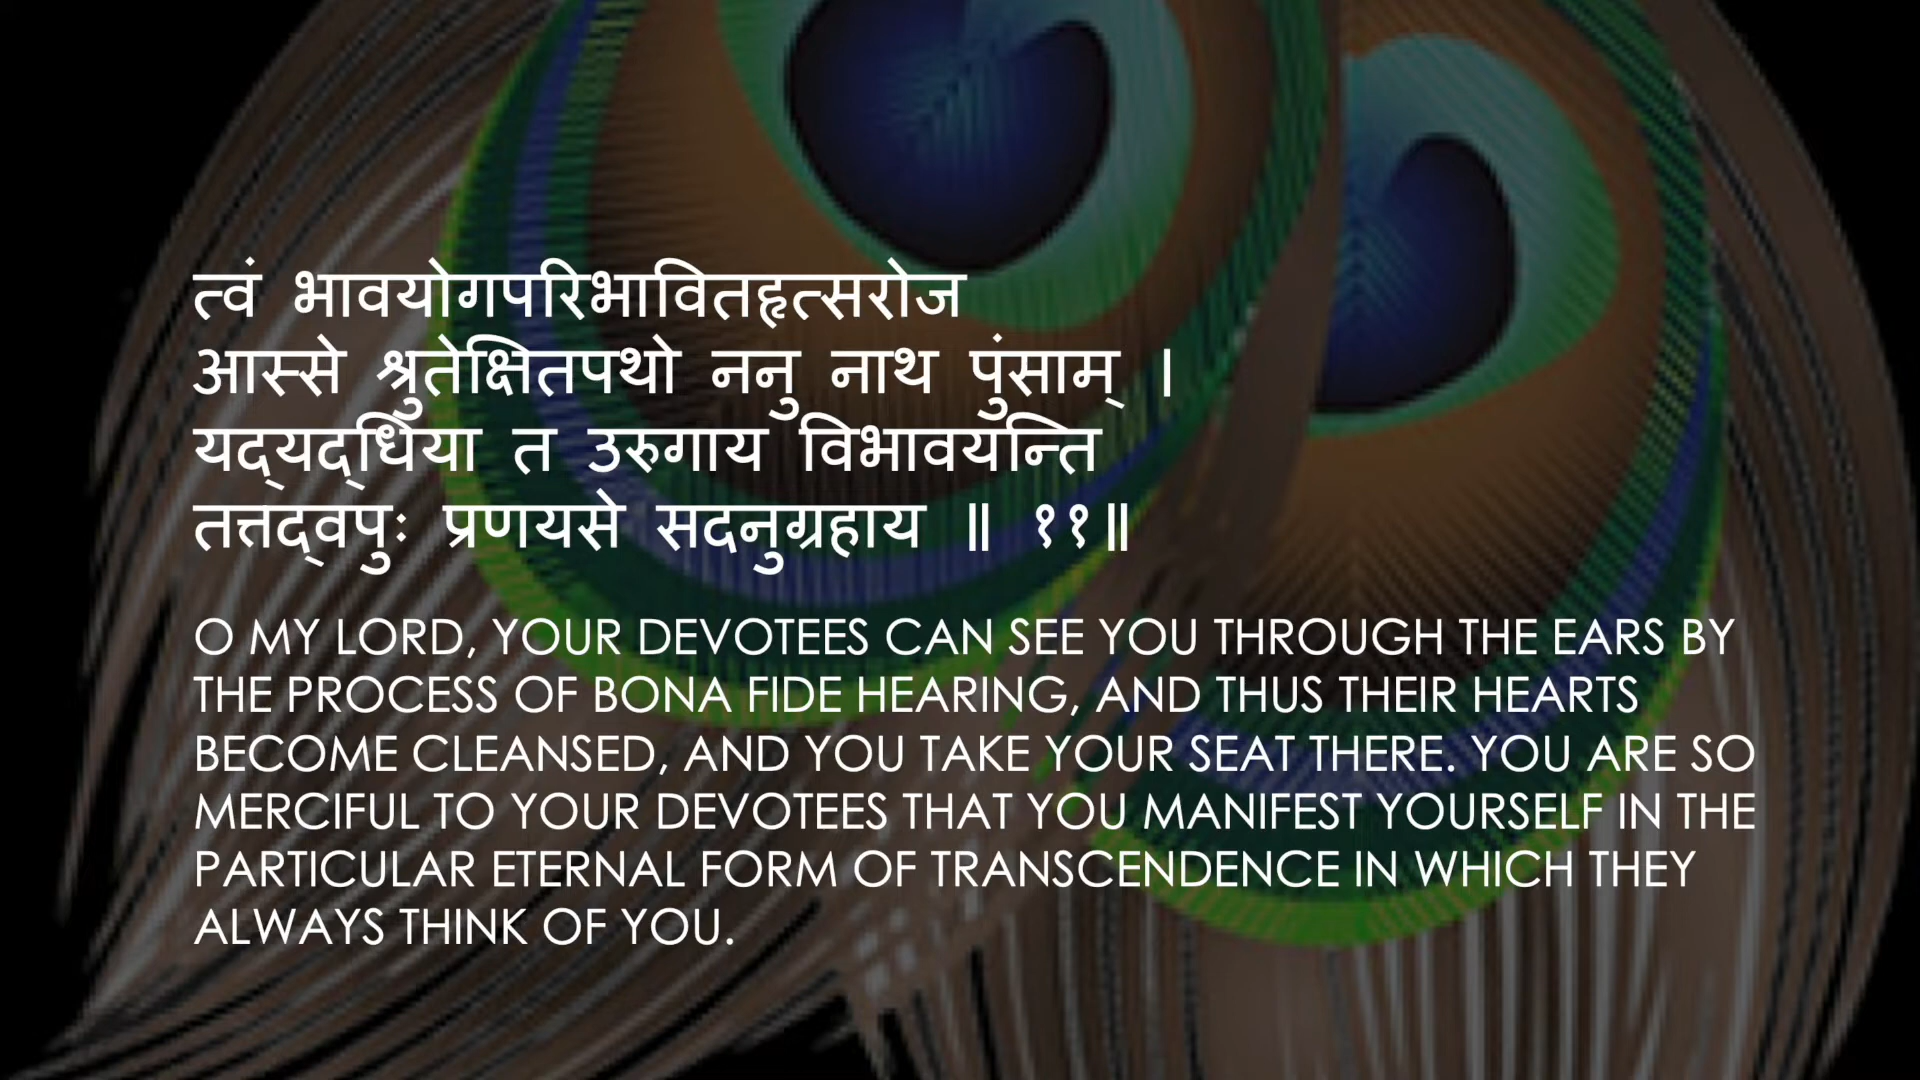 त्वं भावयोगपरिभावितहृत्सरोज
आस्से श्रुतेक्षितपथो ननु नाथ पुंसाम् ।
यद्‌यद्‌धिया त उरुगाय विभावयन्ति
तत्तद्‌वपुः प्रणयसे सदनुग्रहाय ॥ ११॥
O MY LORD, YOUR DEVOTEES CAN SEE YOU THROUGH THE EARS BY
THE PROCESS OF BONA FIDE HEARING, AND THUS THEIR HEARTS
BECOME CLEANSED, AND YOU TAKE YOUR SEAT THERE. YOU ARE SO
MERCIFUL TO YOUR DEVOTEES THAT YOU MANIFEST YOURSELF IN THE
PARTICULAR ETERNAL FORM OF TRANSCENDENCE IN WHICH THEY
ALWAYS THINK OF YOU.